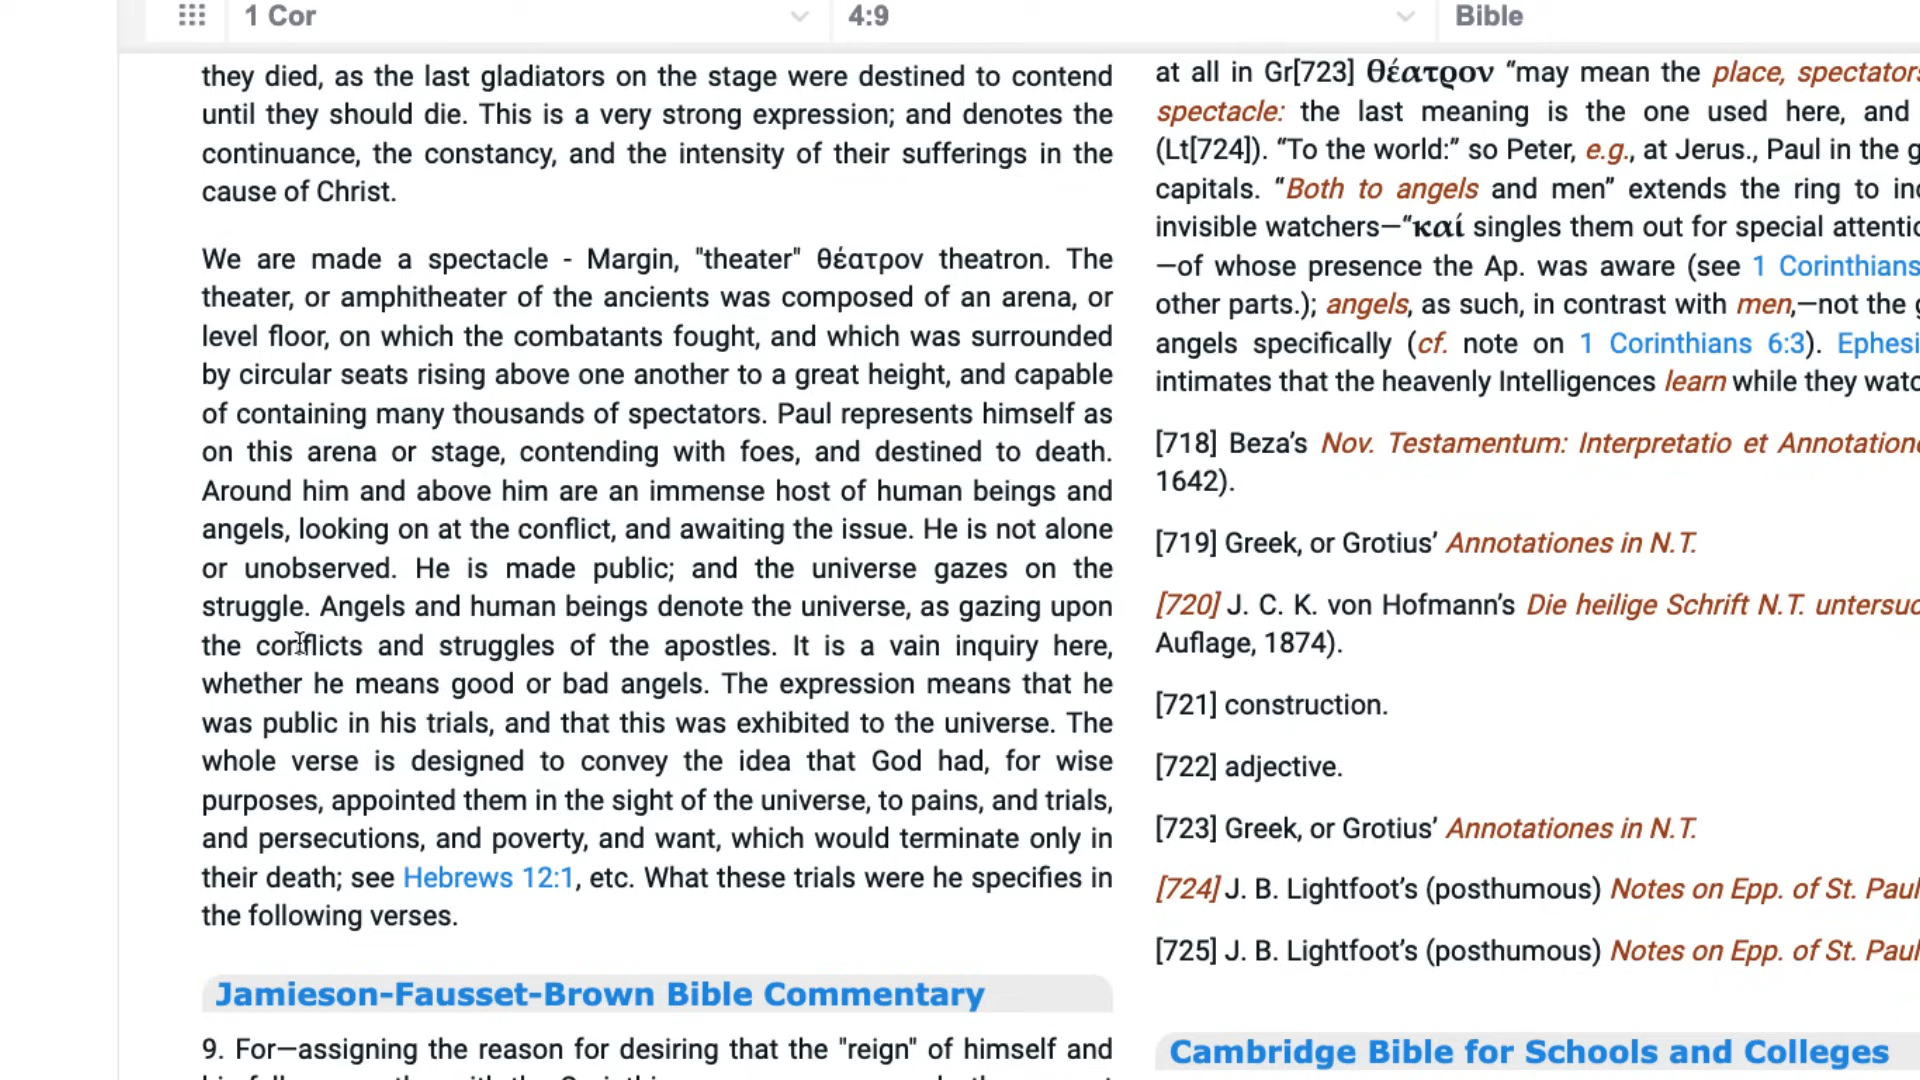 1 Cor
4:9
Bible
they died, as the last gladiators on the stage were destined to contend
until they should die. This is a very strong expression; and denotes the
continuance, the constancy, and the intensity of their sufferings in the
cause of Christ.
We are made a spectacle - Margin, "theater" θέατρον theatron. The
theater, or amphitheater of the ancients was composed of an arena, or
level floor, on which the combatants fought, and which was surrounded
by circular seats rising above one another to a great height, and capable
of containing many thousands of spectators. Paul represents himself as
on this arena or stage, contending with foes, and destined to death.
Around him and above him are an immense host of human beings and
angels, looking on at the conflict, and awaiting the issue. He is not alone
or unobserved. He is made public; and the universe gazes on the
struggle. Angels and human beings denote the universe, as gazing upon
the conflicts and struggles of the apostles. It is a vain inquiry here,
whether he means good or bad angels. The expression means that he
was public in his trials, and that this was exhibited to the universe. The
whole verse is designed to convey the idea that God had, for wise
purposes, appointed them in the sight of the universe, to pains, and trials,
and persecutions, and poverty, and want, which would terminate only in
their death; see Hebrews 12:1, etc. What these trials were he specifies in
the following verses.
Jamieson-Fausset-Brown Bible Commentary
9. For—assigning the reason for desiring that the "reign" of himself and
at all in Gr[723] θέατρον “may mean the place, spectators
spectacle: the last meaning is the one used here, and
(Lt[724]). “To the world:” so Peter, e.g., at Jerus., Paul in the
capitals. “Both to angels and men” extends the ring to
invisible watchers—“καί singles them out for special
—of whose presence the Ap. was aware (see 1 Corinthians
other parts.); angels, as such, in contrast with men,—not the
angels specifically (cf. note on 1 Corinthians 6:3).
intimates that the heavenly Intelligences learn while they
[718] Beza’s Nov. Testamentum: Interpretatio et
1642).
[719] Greek, or Grotius’ Annotationes in N.T.
[720] J. C. K. von Hofmann’s Die heilige Schrift N.T.
Auflage, 1874).
[721] construction.
[722] adjective.
[723] Greek, or Grotius’ Annotationes in N.T.
[724] J. B. Lightfoot’s (posthumous) Notes on Epp. of St. Paul
[725] J. B. Lightfoot’s (posthumous) Notes on Epp. of St. Paul
Cambridge Bible for Schools and Colleges